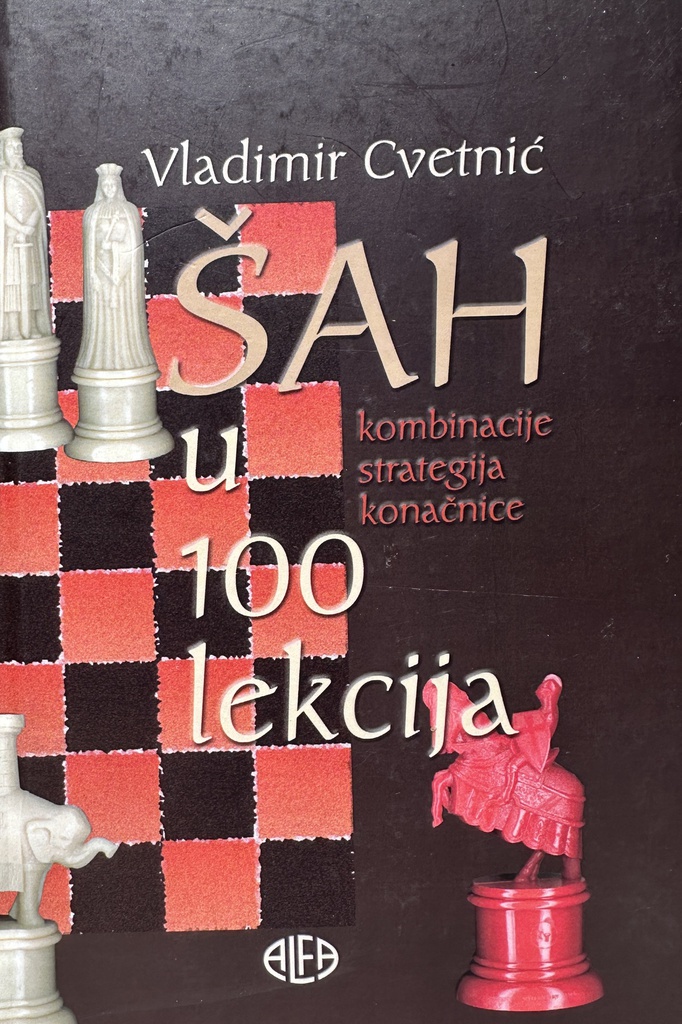 Vladimir Cvetnić
ŠAH
u
100
lekcija
kombinacije
strategija
konačnice
ALFA